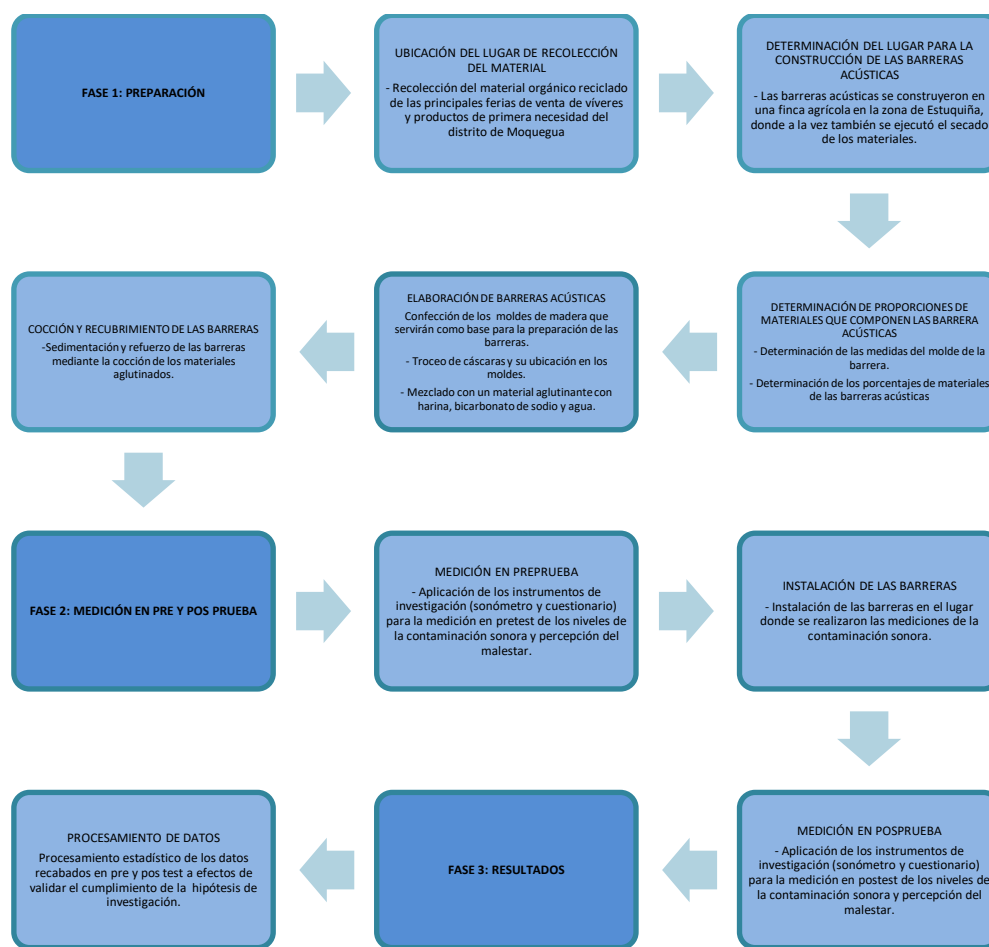 FASE 1: PREPARACIÓN
UBICACIÓN DEL LUGAR DE RECOLECCIÓN
DEL MATERIAL
- Recolección del material orgánico reciclado
de las principales ferias de venta de víveres
y productos de primera necesidad del
distrito de Moquegua
DETERMINACIÓN DEL LUGAR PARA LA
CONSTRUCCIÓN DE LAS BARRERAS
ACÚSTICAS
- Las barreras acústicas se construyeron en
una finca agrícola en la zona de Estuquiña,
donde a la vez también se ejecutó el secado
de los materiales.
DETERMINACIÓN DE PROPORCIONES DE
MATERIALES QUE COMPONEN LAS BARRERA
ACÚSTICAS
- Determinación de las medidas del molde de la
barrera.
- Determinación de los porcentajes de materiales
de las barreras acústicas
ELABORACIÓN DE BARRERAS ACÚSTICAS
Confección de los moldes de madera que
servirán como base para la preparación de las
barreras.
- Troceo de cáscaras y su ubicación en los
moldes.
- Mezclado con un material aglutinante con
harina, bicarbonato de sodio y agua.
COCCIÓN Y RECUBRIMIENTO DE LAS BARRERAS
-Sedimentación y refuerzo de las barreras
mediante la cocción de los materiales
aglutinados.
FASE 2: MEDICIÓN EN PRE Y POS PRUEBA
MEDICIÓN EN PREPRUEBA
- Aplicación de los instrumentos de
investigación (sonómetro y cuestionario)
para la medición en pretest de los niveles de
la contaminación sonora y percepción del
malestar.
INSTALACIÓN DE LAS BARRERAS
- Instalación de las barreras en el lugar
donde se realizaron las mediciones de la
contaminación sonora.
MEDICIÓN EN POSPRUEBA
- Aplicación de los instrumentos de
investigación (sonómetro y cuestionario)
para la medición en postest de los niveles de
la contaminación sonora y percepción del
malestar.
FASE 3: RESULTADOS
PROCESAMIENTO DE DATOS
Procesamiento estadístico de los datos
recabados en pre y pos test a efectos de
validar el cumplimiento de la hipótesis de
investigación.